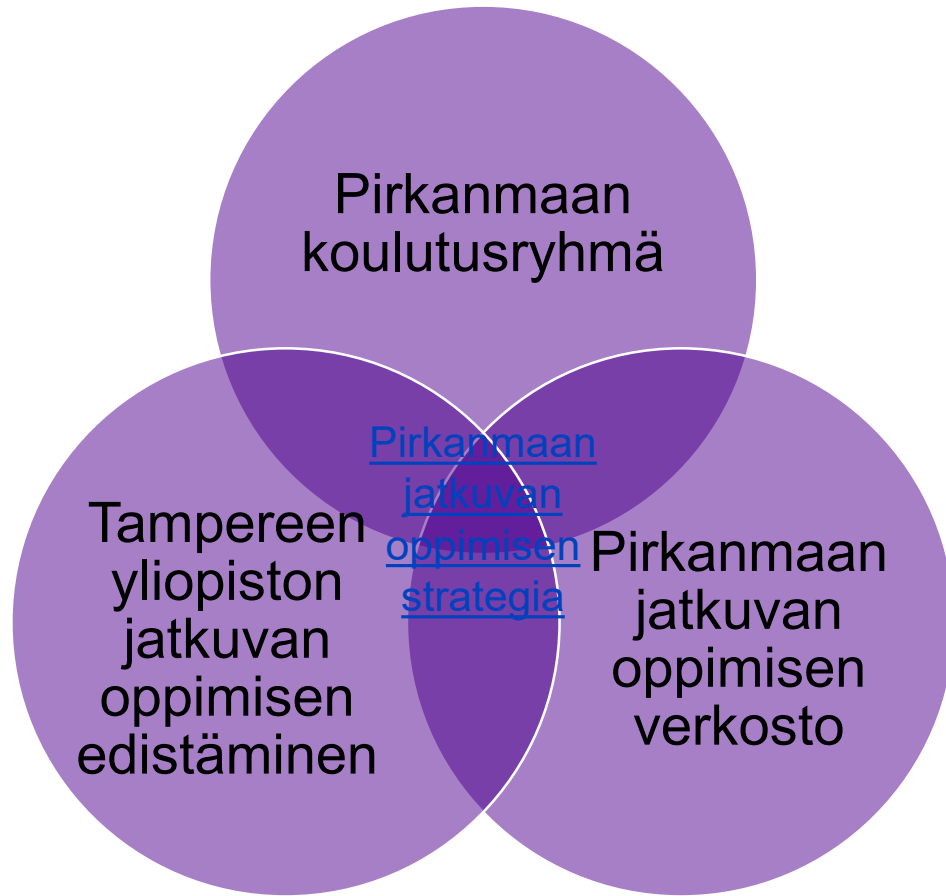 Pirkanmaan
koulutusryhmä
Pirkanmaan
jatkuvan
oppimisen
strategia
Tampereen
yliopiston
jatkuvan
oppimisen
edistäminen
Pirkanmaan
jatkuvan
oppimisen
verkosto